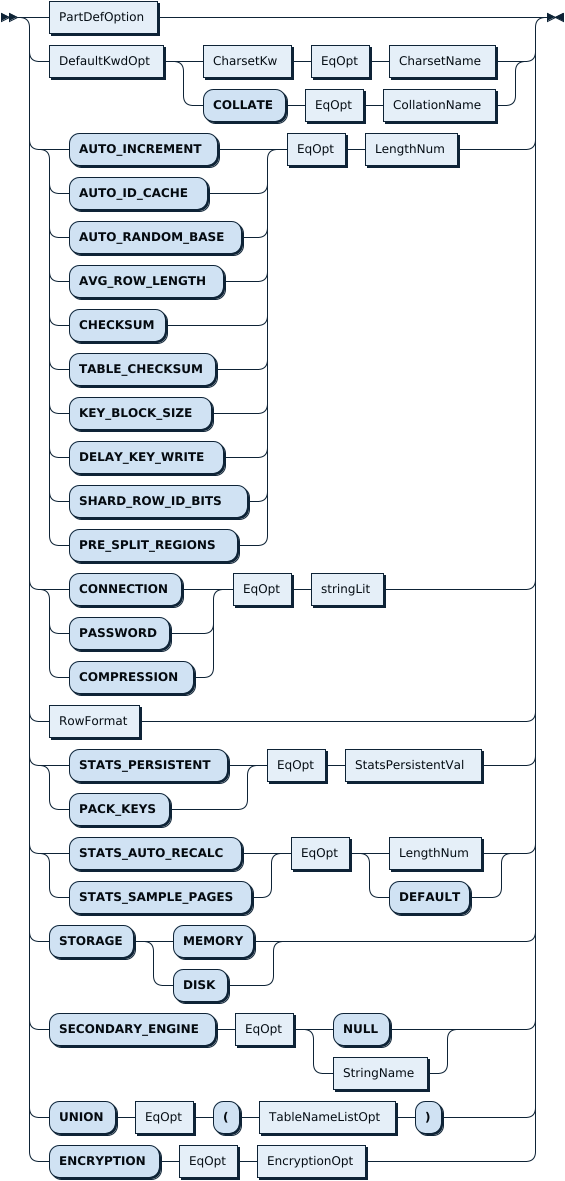 PartDefOption
DefaultKwdOpt CharsetKw EqOpt CharsetName
COLLATE EqOpt CollationName
AUTO_INCREMENT EqOpt LengthNum
AUTO_ID_CACHE
AUTO_RANDOM_BASE
AVG_ROW_LENGTH
CHECKSUM
TABLE_CHECKSUM
KEY_BLOCK_SIZE
DELAY_KEY_WRITE
SHARD_ROW_ID_BITS
PRE_SPLIT_REGIONS
CONNECTION EqOpt stringLit
PASSWORD
COMPRESSION
RowFormat
STATS_PERSISTENT EqOpt StatsPersistentVal
PACK_KEYS
STATS_AUTO_RECALC EqOpt LengthNum
STATS_SAMPLE_PAGES DEFAULT
STORAGE MEMORY
DISK
SECONDARY_ENGINE EqOpt NULL
StringName
UNION EqOpt ( TableNameListOpt )
ENCRYPTION EqOpt EncryptionOpt